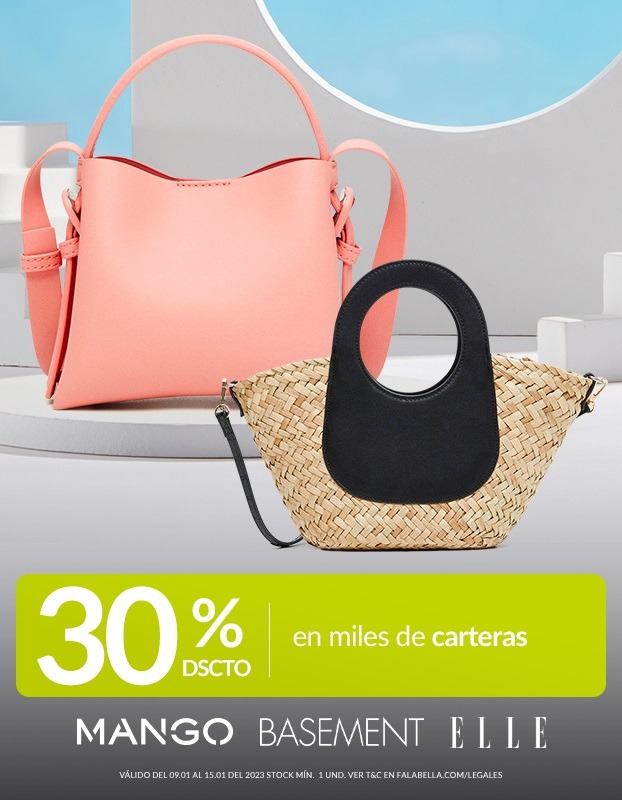 30% DSCTO
en miles de carteras
MANGO BASEMENT ELLE
VÁLIDO DEL 09.01 AL 15.01 DEL 2023 STOCK MÍN. 1 UND. VER T&C EN FALABELLA.COM/LEGALES